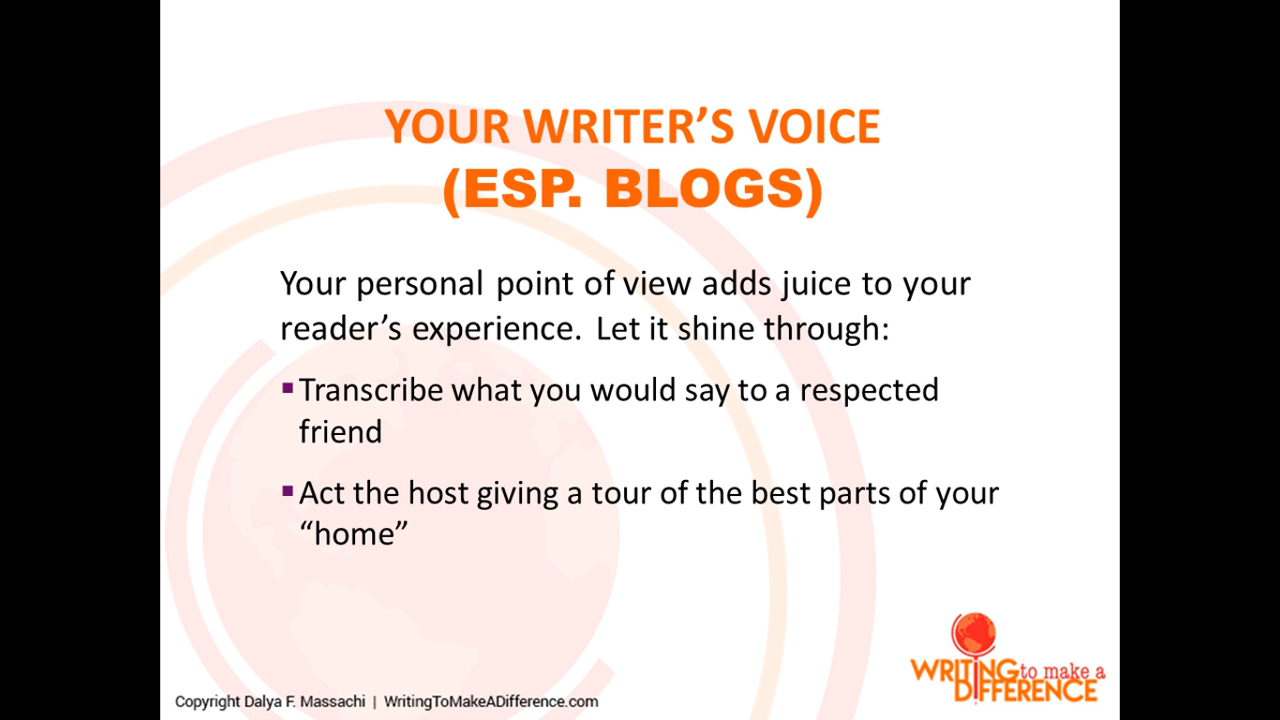 YOUR WRITER’S VOICE
(ESP. BLOGS)
Your personal point of view adds juice to your
reader’s experience. Let it shine through:
▪Transcribe what you would say to a respected
friend
▪Act the host giving a tour of the best parts of your
“home”
WRITING to make a
DIFFERENCE
Copyright Dalya F. Massachi | WritingToMakeADifference.com